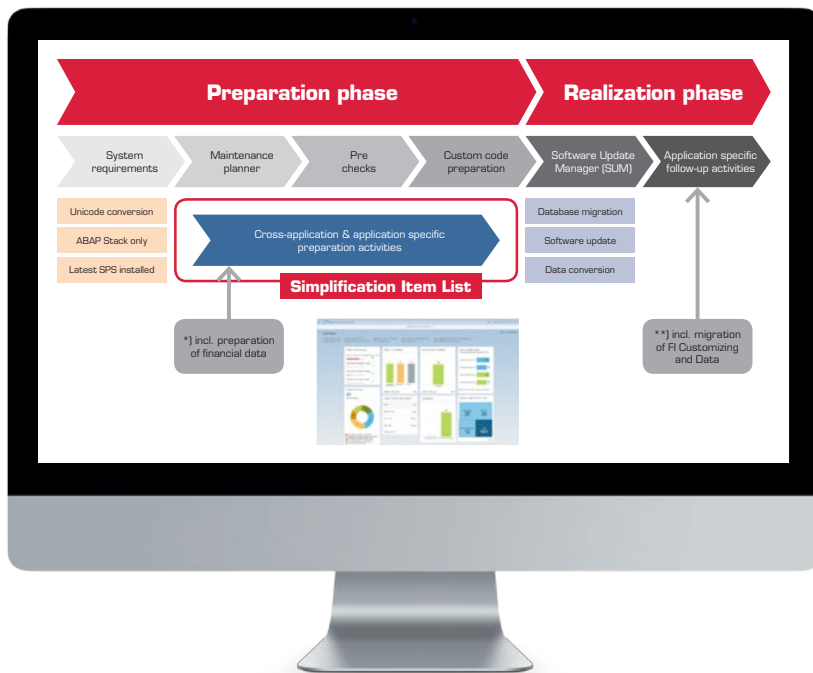 Preparation phase
Realization phase
System
requirements
Maintenance
planner
Pre
checks
Custom code
preparation
Software Update
Manager (SUM)
Application specific
follow-up activities
Unicode conversion
ABAP Stack only
Latest SPS installed
Cross-application & application specific
preparation activities
Simplification Item List
Database migration
Software update
Data conversion
*) incl. preparation
of financial data
**) incl. migration
of FI Customizing
and Data